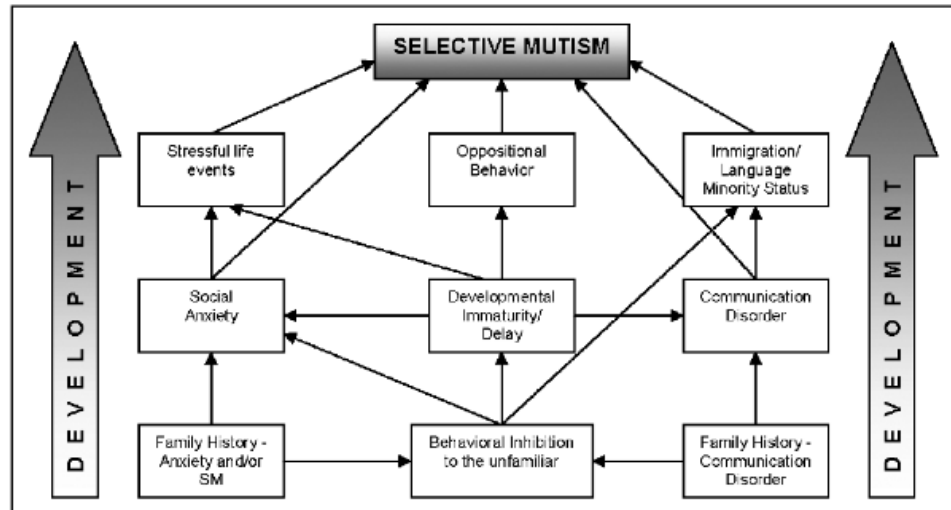 SELECTIVE MUTISM
DEVELOPMENT
Stressful life
events
Oppositional
Behavior
Immigration/
Language
Minority Status
DEVELOPMENT
Social
Anxiety
Developmental
Immaturity/
Delay
Communication
Disorder
Family History -
Anxiety and/or
SM
Behavioral Inhibition
to the unfamiliar
Family History -
Communication
Disorder